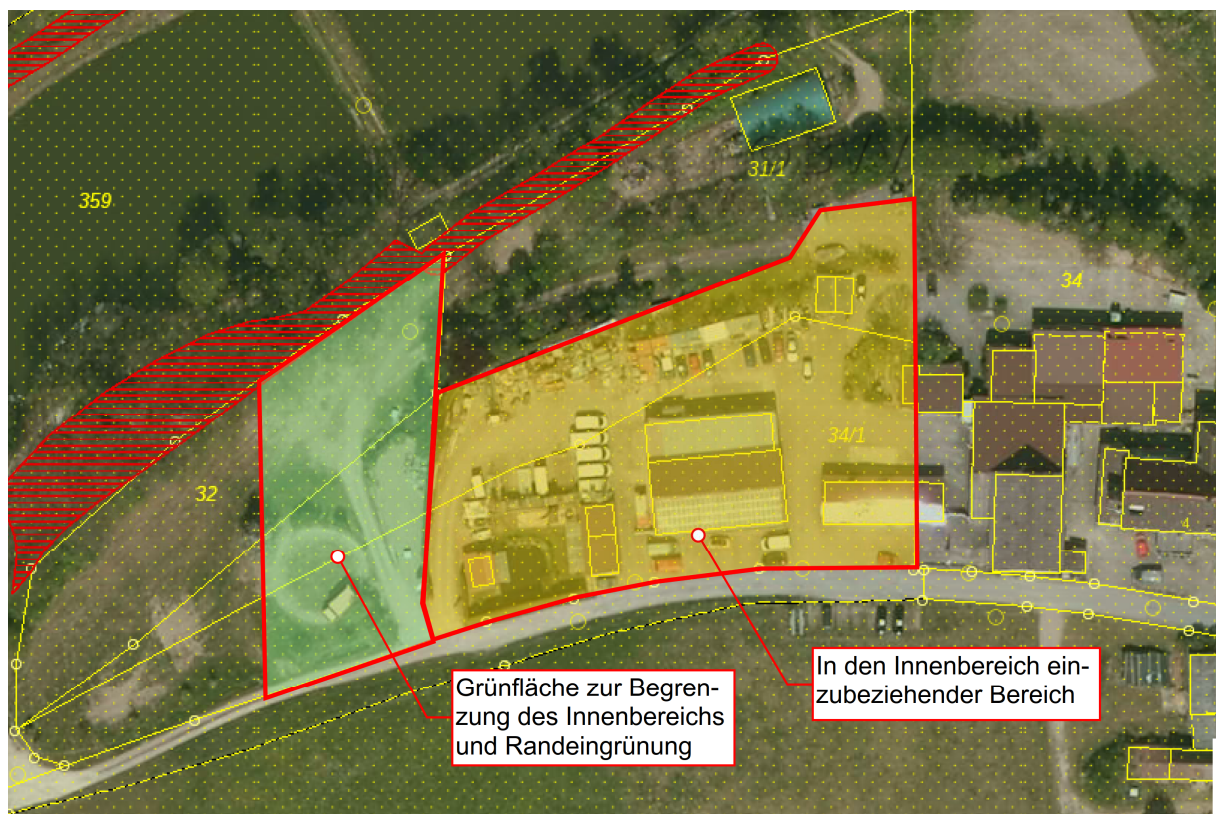 31/1
359
34
34/1
32
4
Grünfläche zur Begren-
zung des Innenbereichs
und Randeingrünung
In den Innenbereich ein-
zubeziehender Bereich